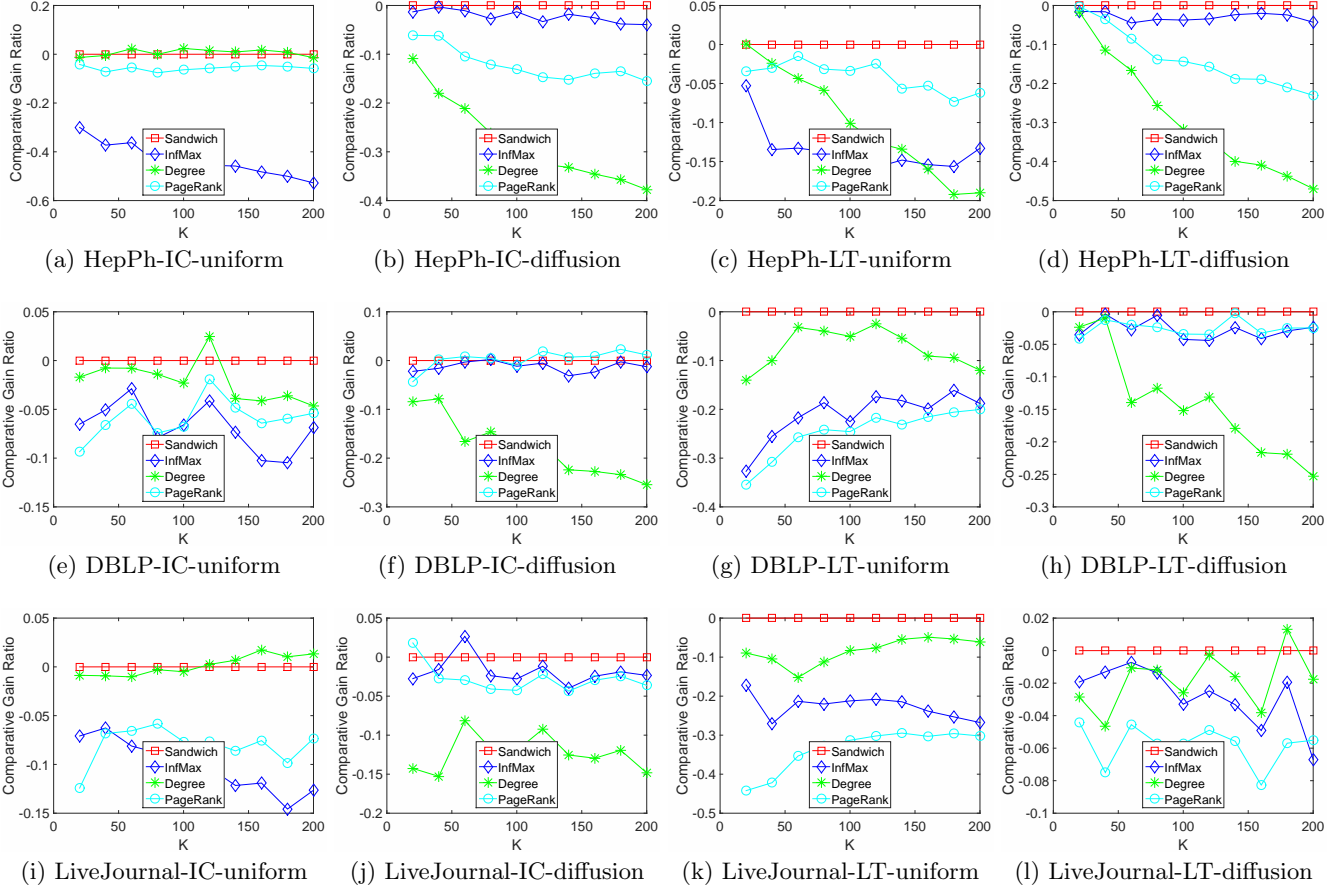 Comparative Gain Ratio
0.2
0
-0.2
-0.4
-0.6
0 50 100 150 200
K
Sandwich
InfMax
Degree
PageRank
(a) HepPh-IC-uniform
Comparative Gain Ratio
0
-0.1
-0.2
-0.3
-0.4
0 50 100 150 200
K
Sandwich
InfMax
Degree
PageRank
(b) HepPh-IC-diffusion
Comparative Gain Ratio
0.05
0
-0.05
-0.1
-0.15
-0.2
0 50 100 150 200
K
Sandwich
InfMax
Degree
PageRank
(c) HepPh-LT-uniform
Comparative Gain Ratio
0
-0.1
-0.2
-0.3
-0.4
-0.5
0 50 100 150 200
K
Sandwich
InfMax
Degree
PageRank
(d) HepPh-LT-diffusion
Comparative Gain Ratio
0.05
0
-0.05
-0.1
-0.15
0 50 100 150 200
K
Sandwich
InfMax
Degree
PageRank
(e) DBLP-IC-uniform
Comparative Gain Ratio
0.1
0
-0.1
-0.2
-0.3
0 50 100 150 200
K
Sandwich
InfMax
Degree
PageRank
(f) DBLP-IC-diffusion
Comparative Gain Ratio
0
-0.1
-0.2
-0.3
-0.4
0 50 100 150 200
K
Sandwich
InfMax
Degree
PageRank
(g) DBLP-LT-uniform
Comparative Gain Ratio
0
-0.05
-0.1
-0.15
-0.2
-0.25
-0.3
0 50 100 150 200
K
Sandwich
InfMax
Degree
PageRank
(h) DBLP-LT-diffusion
Comparative Gain Ratio
0.05
0
-0.05
-0.1
-0.15
0 50 100 150 200
K
Sandwich
InfMax
Degree
PageRank
(i) LiveJournal-IC-uniform
Comparative Gain Ratio
0.05
0
-0.05
-0.1
-0.15
-0.2
0 50 100 150 200
K
Sandwich
InfMax
Degree
PageRank
(j) LiveJournal-IC-diffusion
Comparative Gain Ratio
0
-0.1
-0.2
-0.3
-0.4
-0.5
0 50 100 150 200
K
Sandwich
InfMax
Degree
PageRank
(k) LiveJournal-LT-uniform
Comparative Gain Ratio
0.02
0
-0.02
-0.04
-0.06
-0.08
-0.1
0 50 100 150 200
K
Sandwich
InfMax
Degree
PageRank
(l) LiveJournal-LT-diffusion